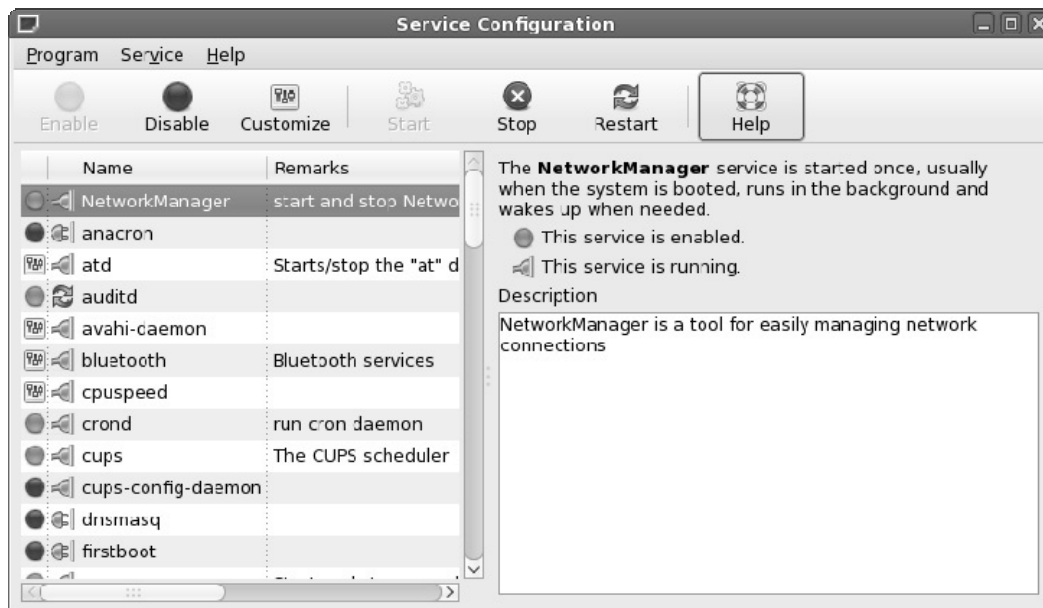 Service Configuration
Program Service Help
Enable Disable Customize Start Stop Restart Help
Name Remarks
NetworkManager start and stop Netwo
anacron
atd Starts/stop the "at" d
auditd
avahi-daemon
bluetooth Bluetooth services
cpuspeed
crond run cron daemon
cups The CUPS scheduler
cups-config-daemon
dnsmasq
firstboot
The NetworkManager service is started once, usually
when the system is booted, runs in the background and
wakes up when needed.
This service is enabled.
This service is running.
Description
NetworkManager is a tool for easily managing network
connections